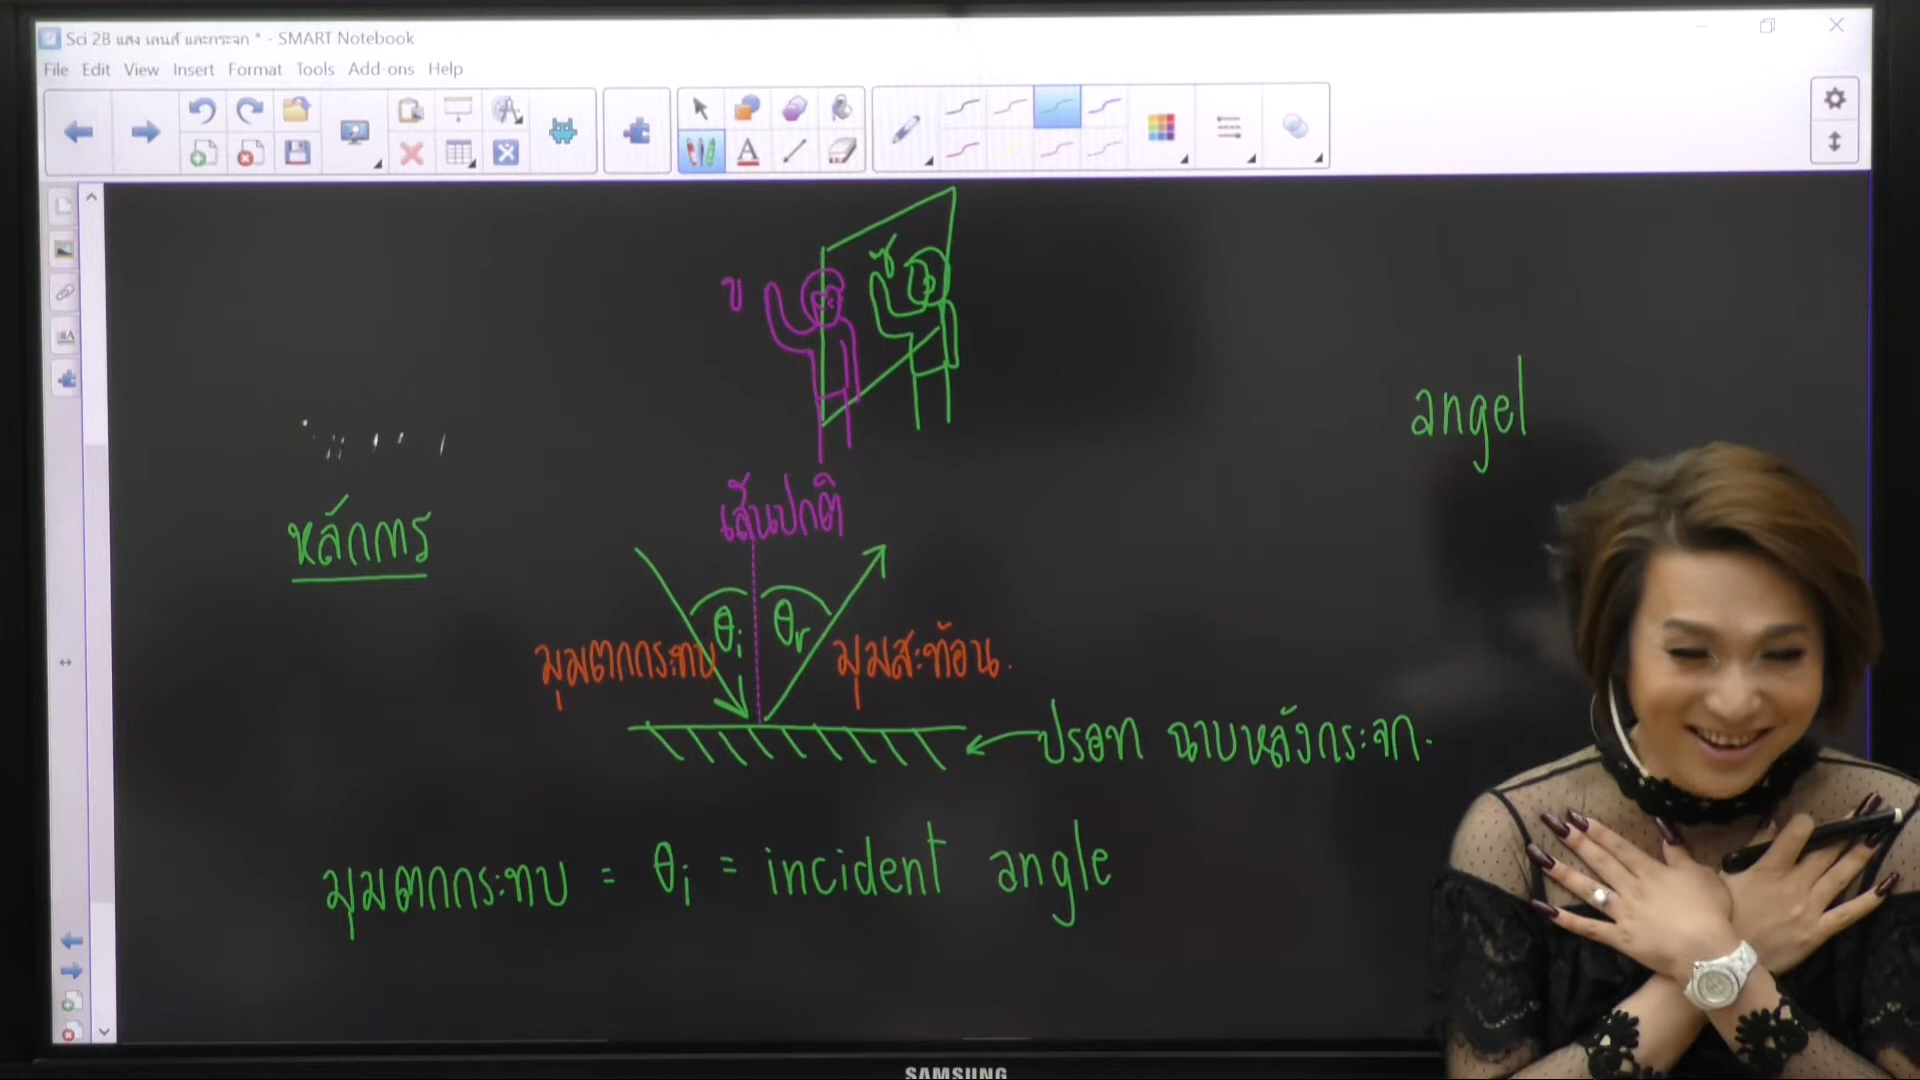 Sci 2B แสง เลนส์ และกระจก * - SMART Notebook
File Edit View Insert Format Tools Add-ons Help
ข
ซ
angel
หลักการ
เส้นปกติ
θi
θr
มุมตกกระทบ
มุมสะท้อน.
ปรอท ฉาบหลังกระจก.
มุมตกกระทบ = θi = incident angle
SAMSUNG